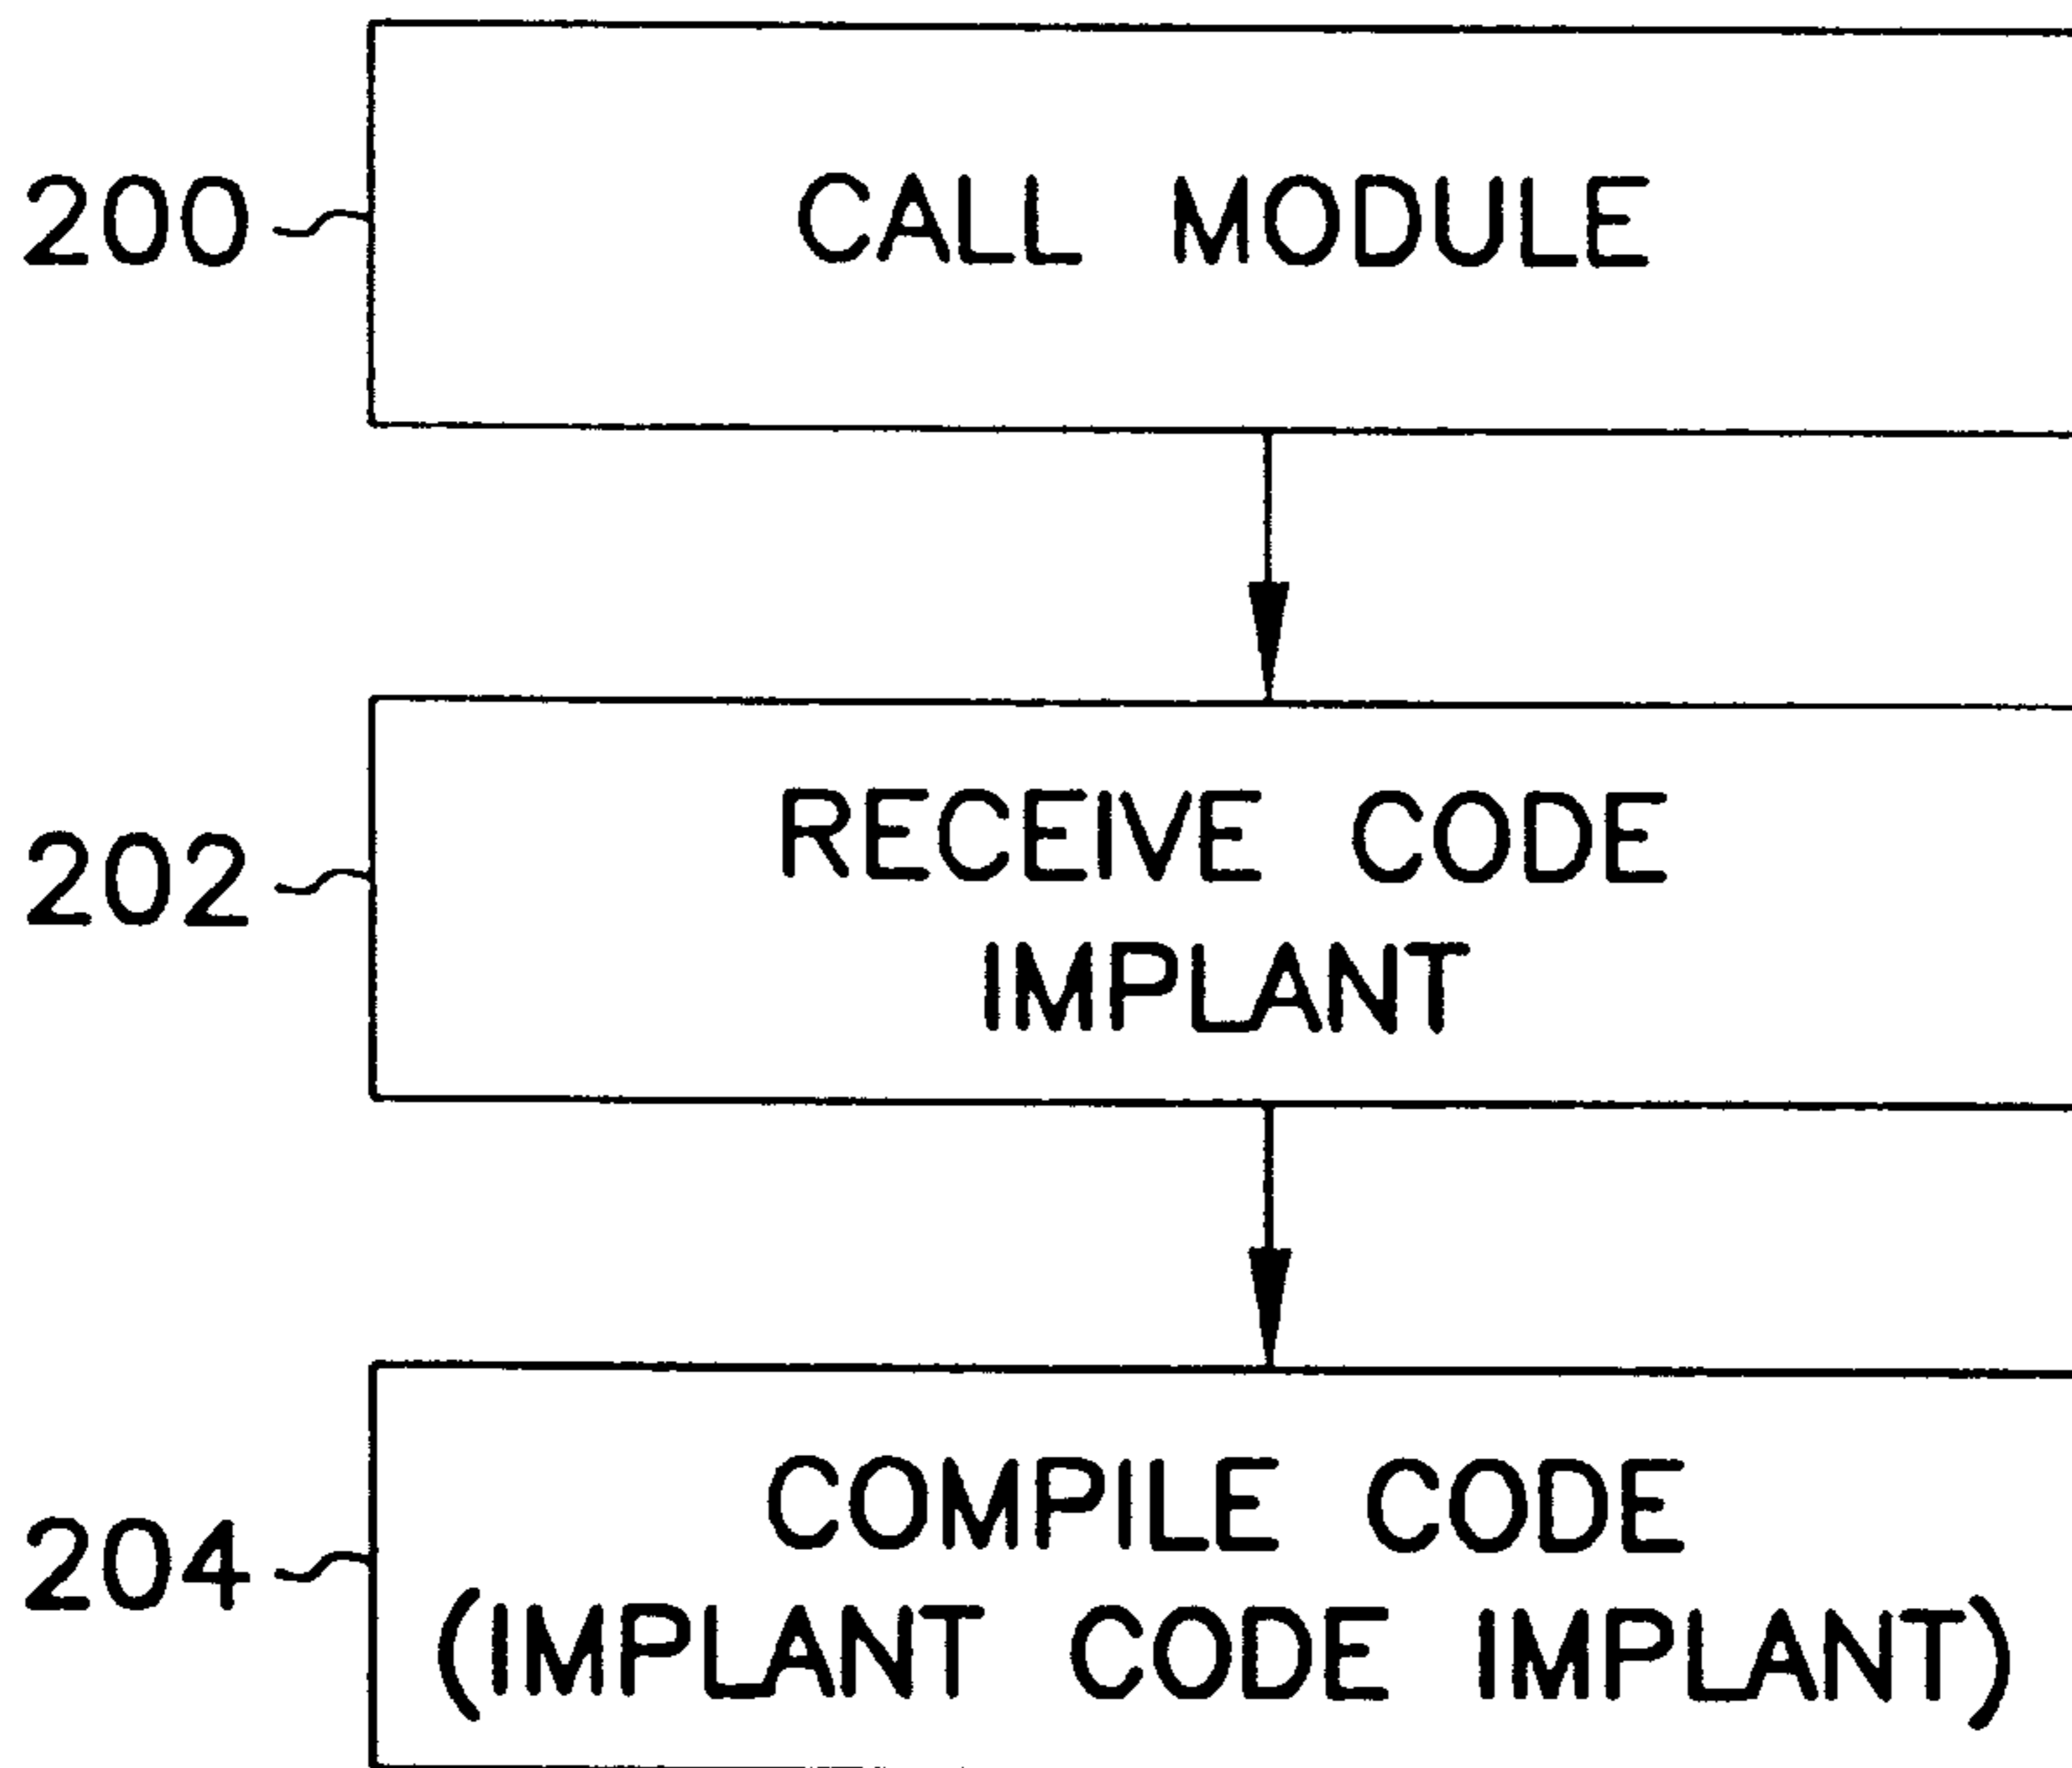 200
CALL MODULE
202
RECEIVE CODE
IMPLANT
204
COMPILE CODE
(IMPLANT CODE IMPLANT)